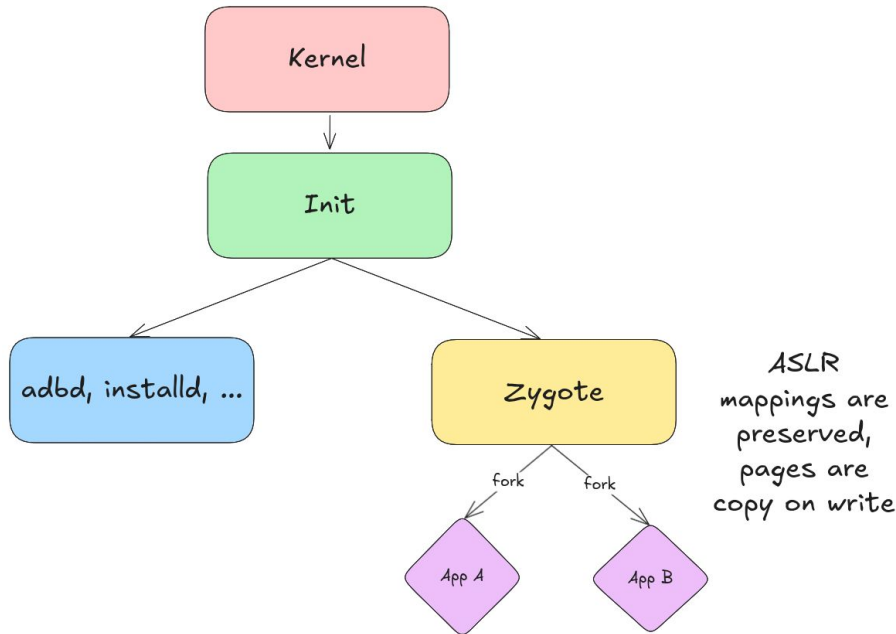 Kernel
Init
adbd, installd, ...
Zygote
ASLR
mappings are
preserved,
pages are
copy on write
fork
fork
App A
App B